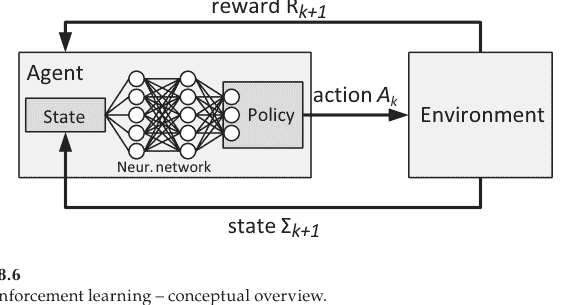 reward R_{k+1}
Agent
State
Policy
Neur. network
action A_k
Environment
state Σ_{k+1}
8.6
nforcement learning – conceptual overview.